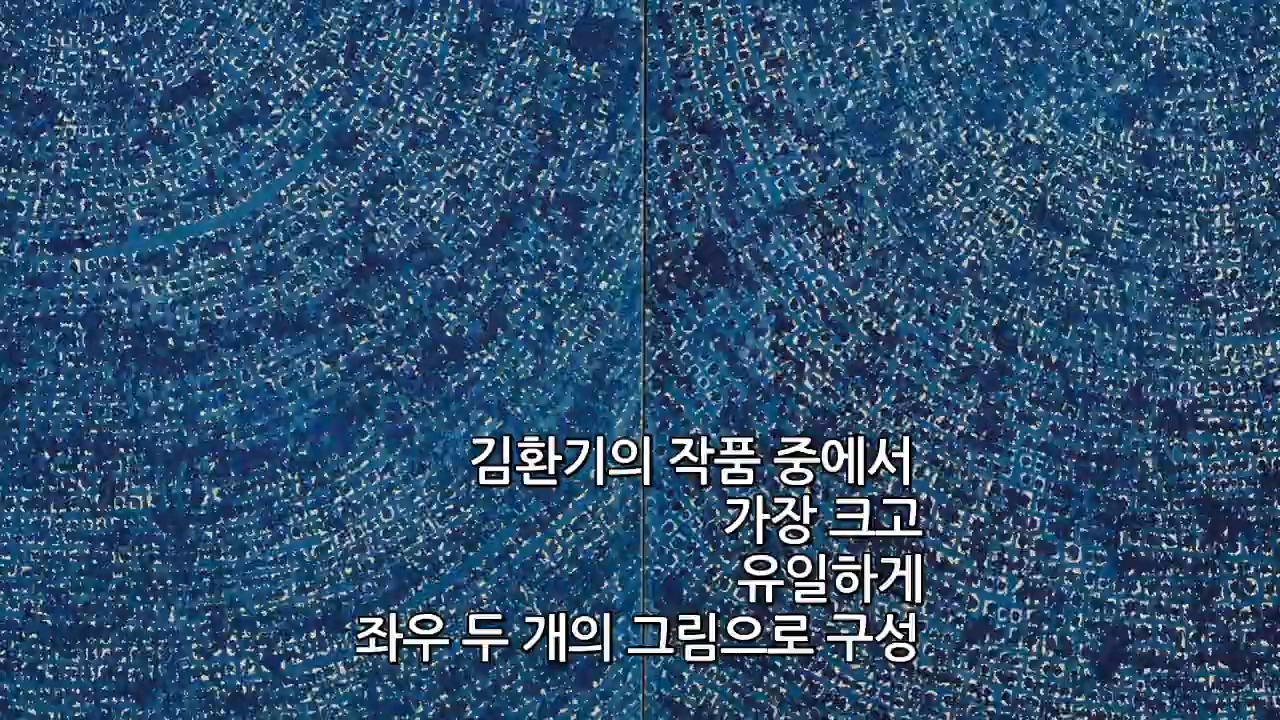 김환기의 작품 중에서
가장 크고
유일하게
좌우 두 개의 그림으로 구성